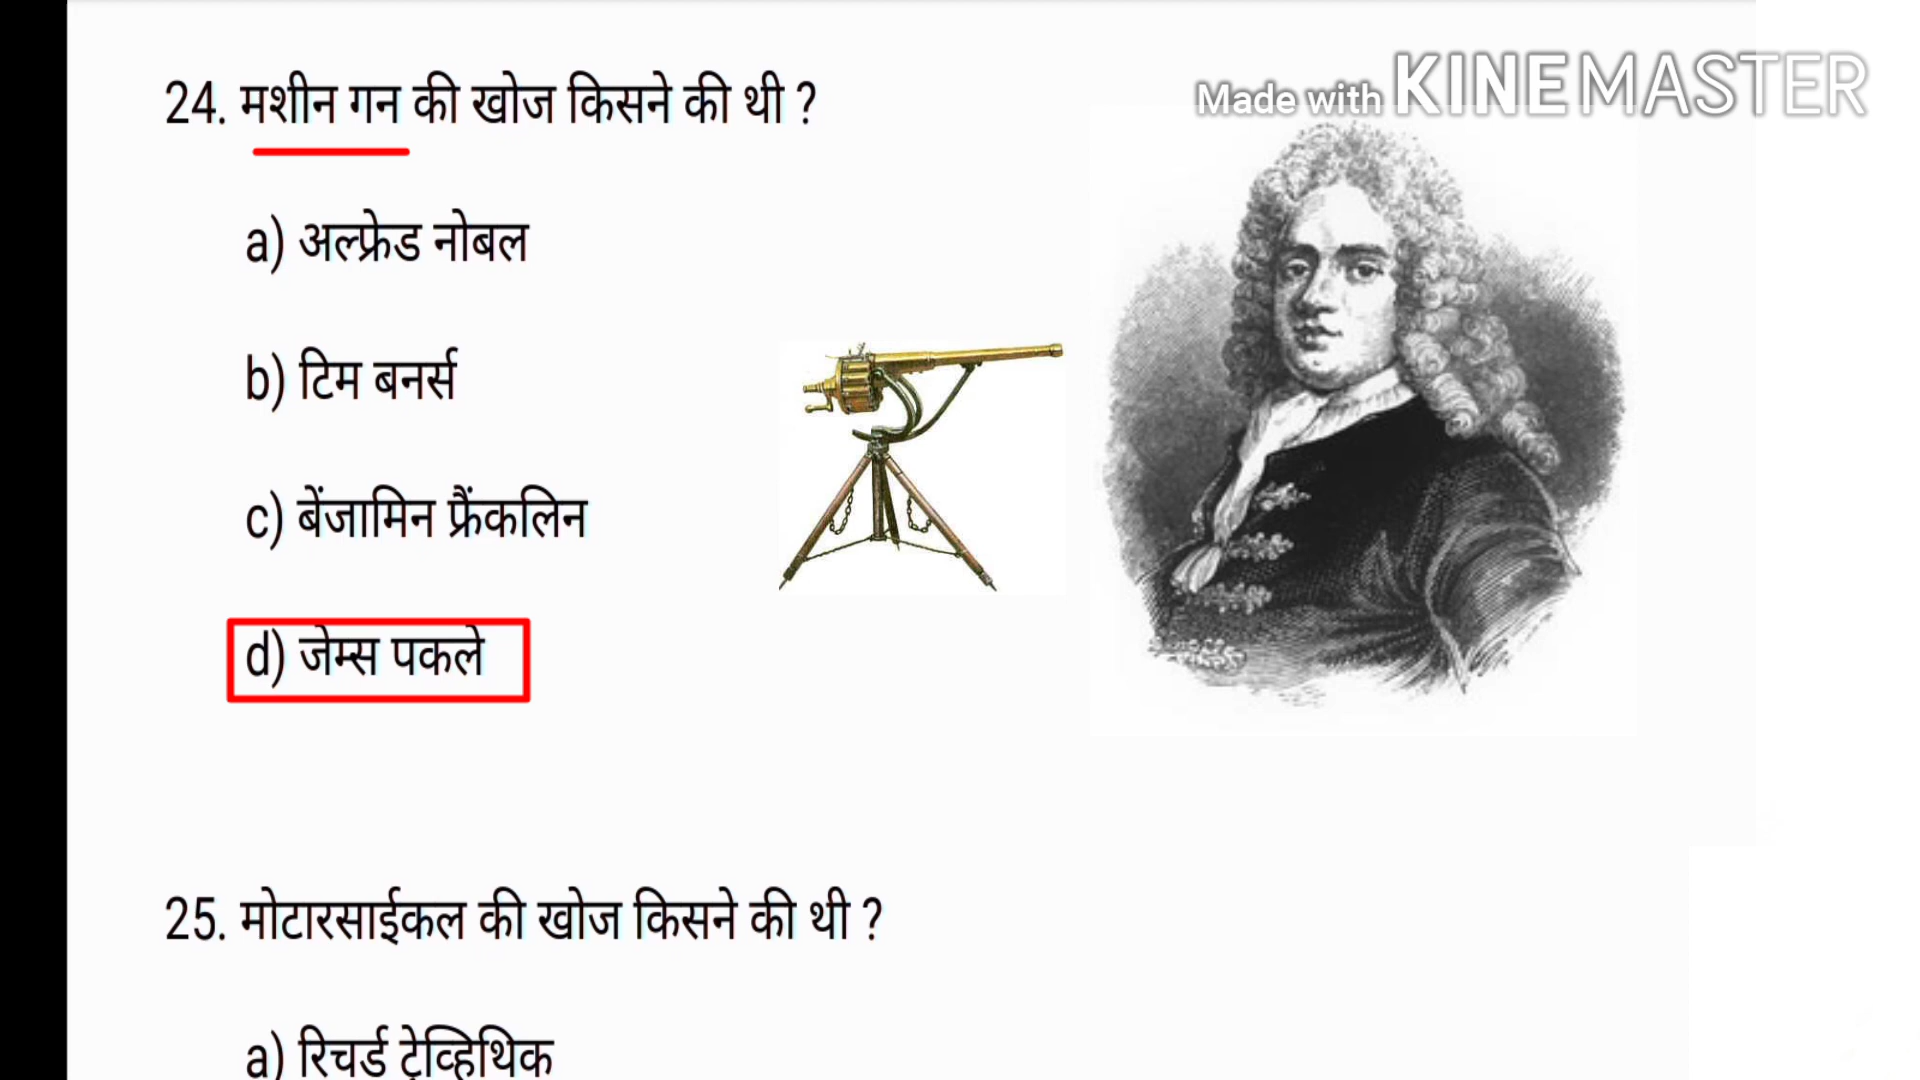 24. मशीन गन की खोज किसने की थी ?
Made with KINEMASTER
a) अल्फ्रेड नोबल
b) टिम बनर्स
c) बेंजामिन फ्रैंकलिन
d) जेम्स पकले
25. मोटारसाईकल की खोज किसने की थी ?
a) रिचर्ड ट्रेव्हिथिक